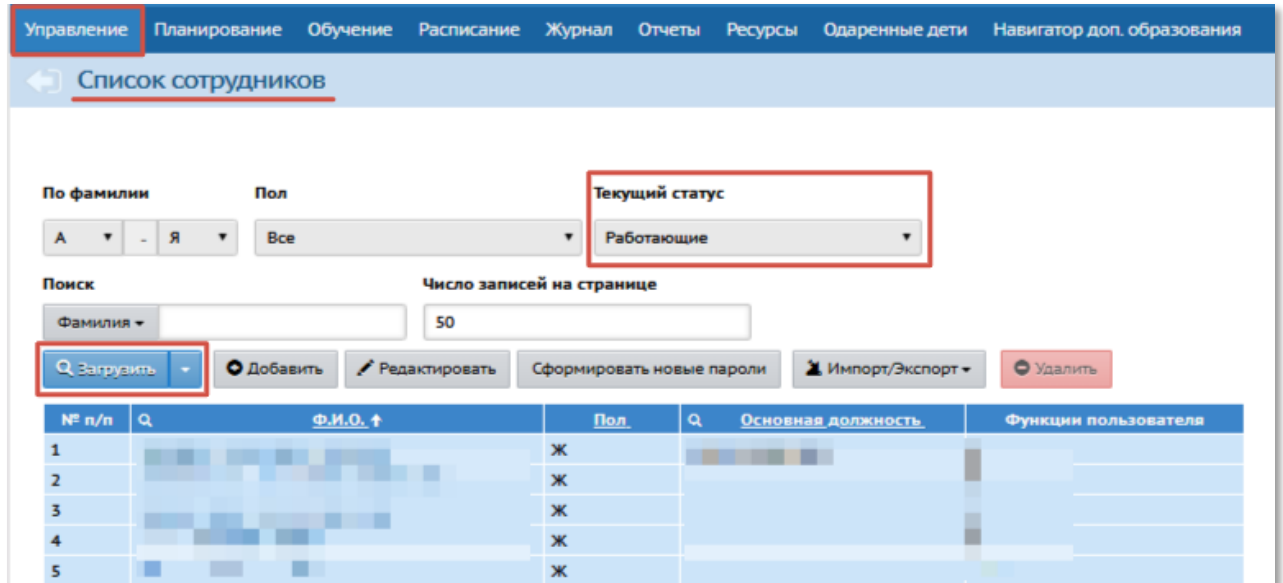 Управление Планирование Обучение Расписание Журнал Отчеты Ресурсы Одаренные дети Навигатор доп. образования
Список сотрудников
По фамилии Пол Текущий статус
А - Я Все Работающие
Поиск Число записей на странице
Фамилия 50
Загрузить Добавить Редактировать Сформировать новые пароли Импорт/Экспорт Удалить
№ п/п Ф.И.О. Пол Основная должность Функции пользователя
1 Ж
2 Ж
3 Ж
4 Ж
5 Ж